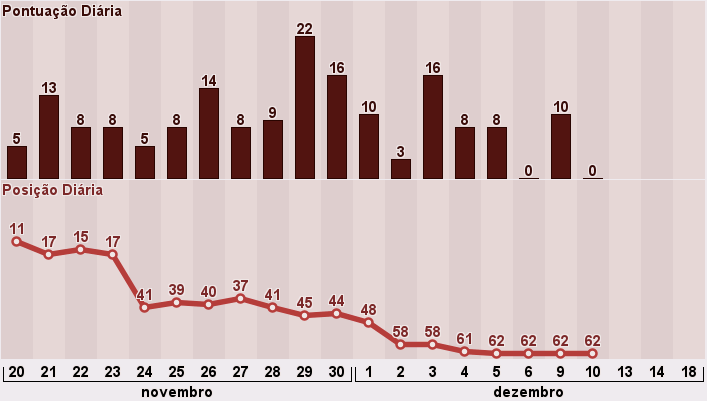 Pontuação Diária
5 13 8 8 5 8 14 8 9 22 16 10 3 16 8 8 0 10 0
Posição Diária
11 17 15 17 41 39 40 37 41 45 44 48 58 58 61 62 62 62 62
20 21 22 23 24 25 26 27 28 29 30 1 2 3 4 5 6 9 10 13 14 18
novembro dezembro